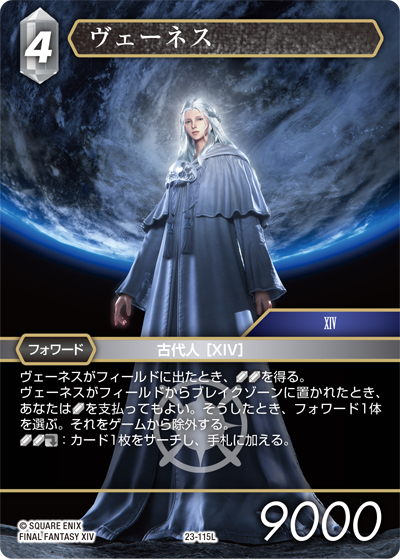 4
ヴェーネス
XIV
フォワード
古代人 [XIV]
ヴェーネスがフィールドに出たとき、を得る。
ヴェーネスがフィールドからブレイクゾーンに置かれたとき、
あなたはを支払ってもよい。そうしたとき、フォワード1体
を選ぶ。それをゲームから除外する。
：カード1枚をサーチし、手札に加える。
© SQUARE ENIX
FINAL FANTASY XIV
23-115L
9000